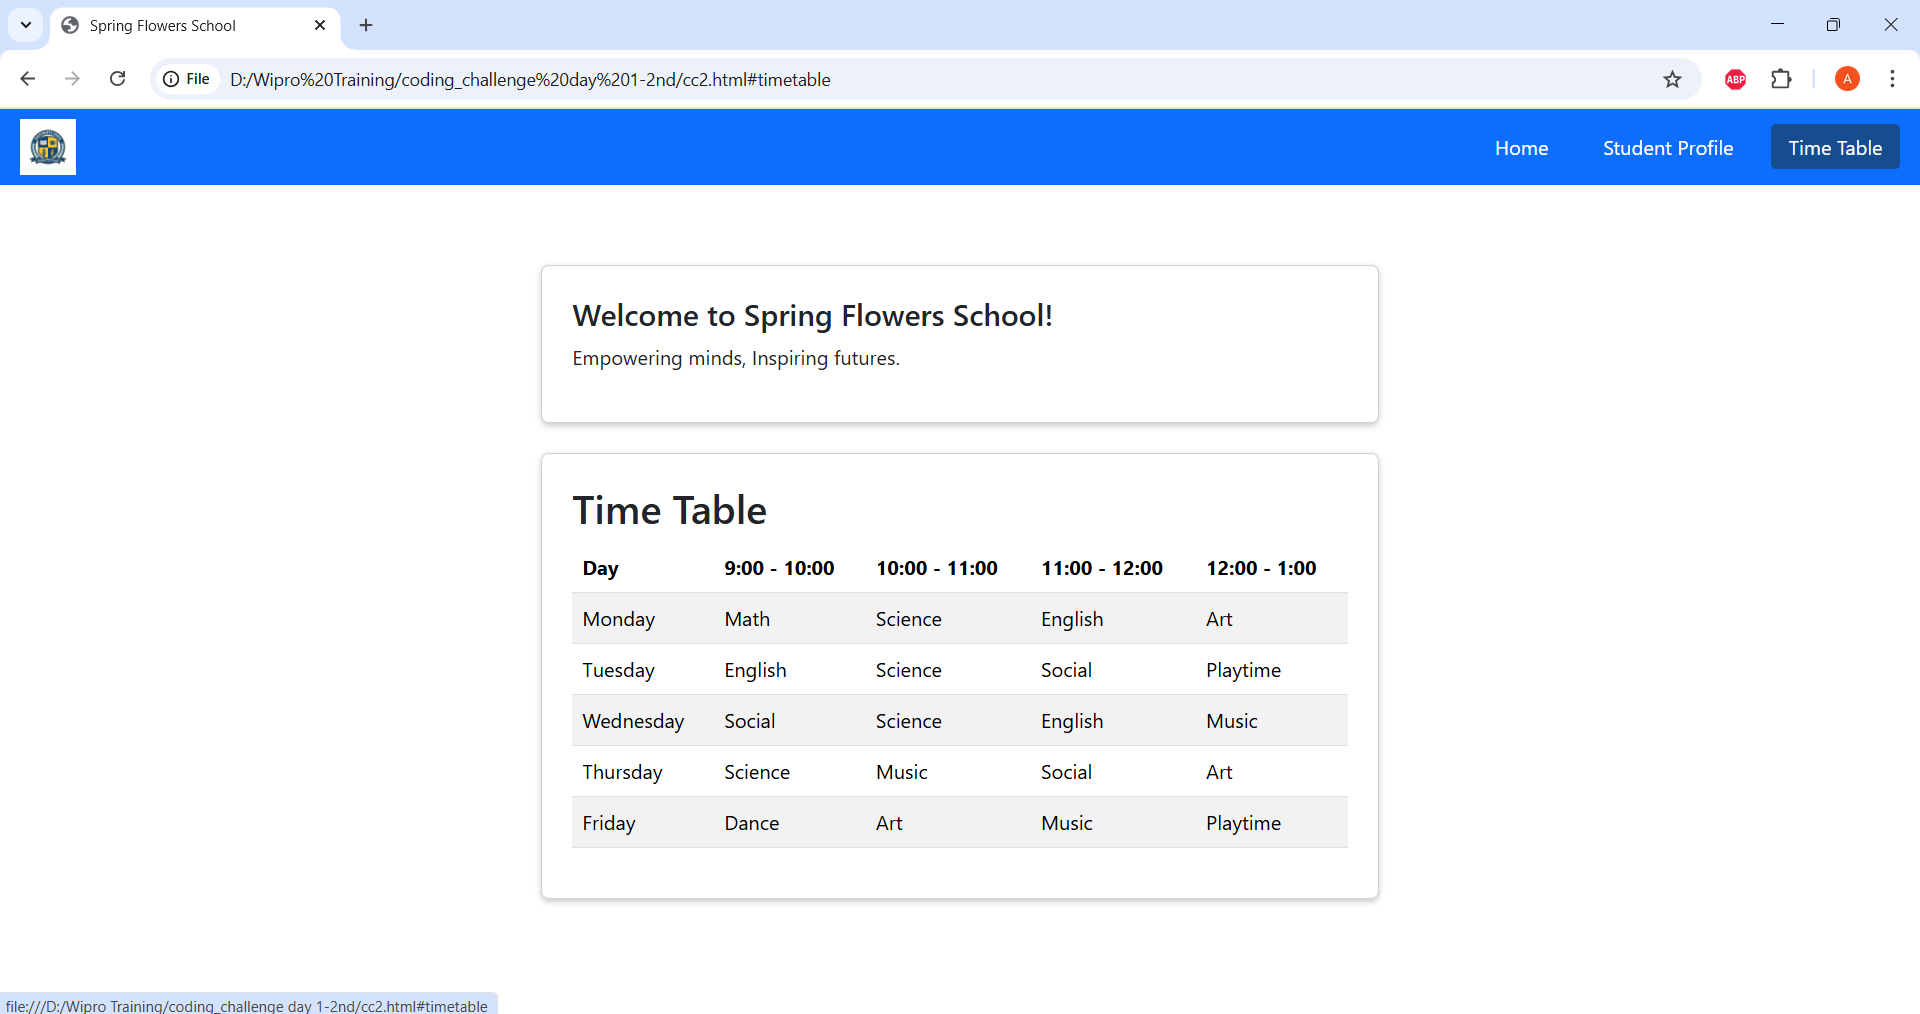 Spring Flowers School
File D:/Wipro%20Training/coding_challenge%20day%201-2nd/cc2.html#timetable ABP A
Home Student Profile Time Table
Welcome to Spring Flowers School!
Empowering minds, Inspiring futures.
Time Table
Day 9:00 - 10:00 10:00 - 11:00 11:00 - 12:00 12:00 - 1:00
Monday Math Science English Art
Tuesday English Science Social Playtime
Wednesday Social Science English Music
Thursday Science Music Social Art
Friday Dance Art Music Playtime
file:///D:/Wipro Training/coding_challenge day 1-2nd/cc2.html#timetable